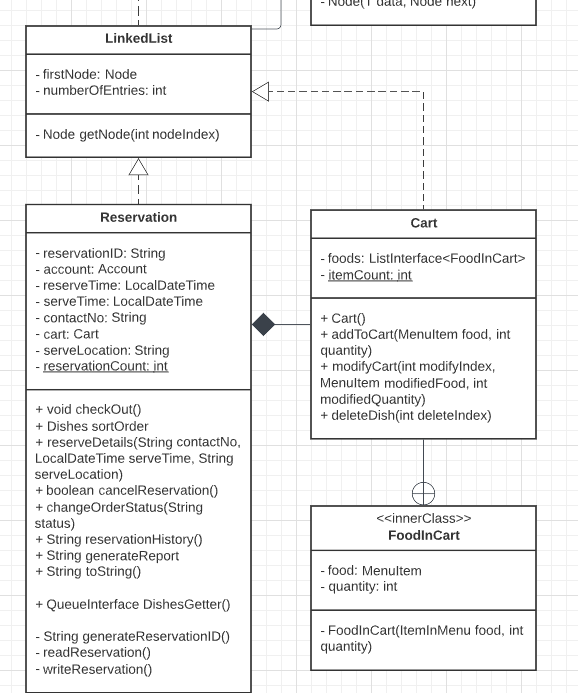 - Node(T data, Node next)
LinkedList
- firstNode: Node
- numberOfEntries: int
- Node getNode(int nodeIndex)
Reservation
- reservationID: String
- account: Account
- reserveTime: LocalDateTime
- serveTime: LocalDateTime
- contactNo: String
- cart: Cart
- serveLocation: String
- reservationCount: int
+ void checkOut()
+ Dishes sortOrder
+ reserveDetails(String contactNo,
LocalDateTime serveTime, String
serveLocation)
+ boolean cancelReservation()
+ changeOrderStatus(String
status)
+ String reservationHistory()
+ String generateReport
+ String toString()
+ QueueInterface DishesGetter()
- String generateReservationID()
- readReservation()
- writeReservation()
Cart
- foods: ListInterface<FoodInCart>
- itemCount: int
+ Cart()
+ addToCart(MenuItem food, int
quantity)
+ modifyCart(int modifyIndex,
MenuItem modifiedFood, int
modifiedQuantity)
+ deleteDish(int deleteIndex)
<<innerClass>>
FoodInCart
- food: MenuItem
- quantity: int
- FoodInCart(ItemInMenu food, int
quantity)